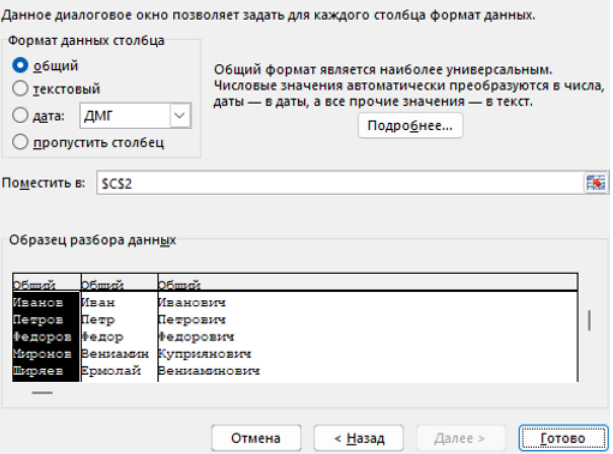 Данное диалоговое окно позволяет задать для каждого столбца формат данных.
Формат данных столбца
общий
текстовый
дата: ДМГ
пропустить столбец
Общий формат является наиболее универсальным.
Числовые значения автоматически преобразуются в числа,
даты — в даты, а все прочие значения — в текст.
Подробнее...
Поместить в: $C$2
Образец разбора данных
Общий Общий Общий
Иванов Иван Иванович
Петров Петр Петрович
Федоров Федор Федорович
Миронов Вениамин Куприянович
Ширяев Ермолай Вениаминович
Отмена < Назад Далее > Готово